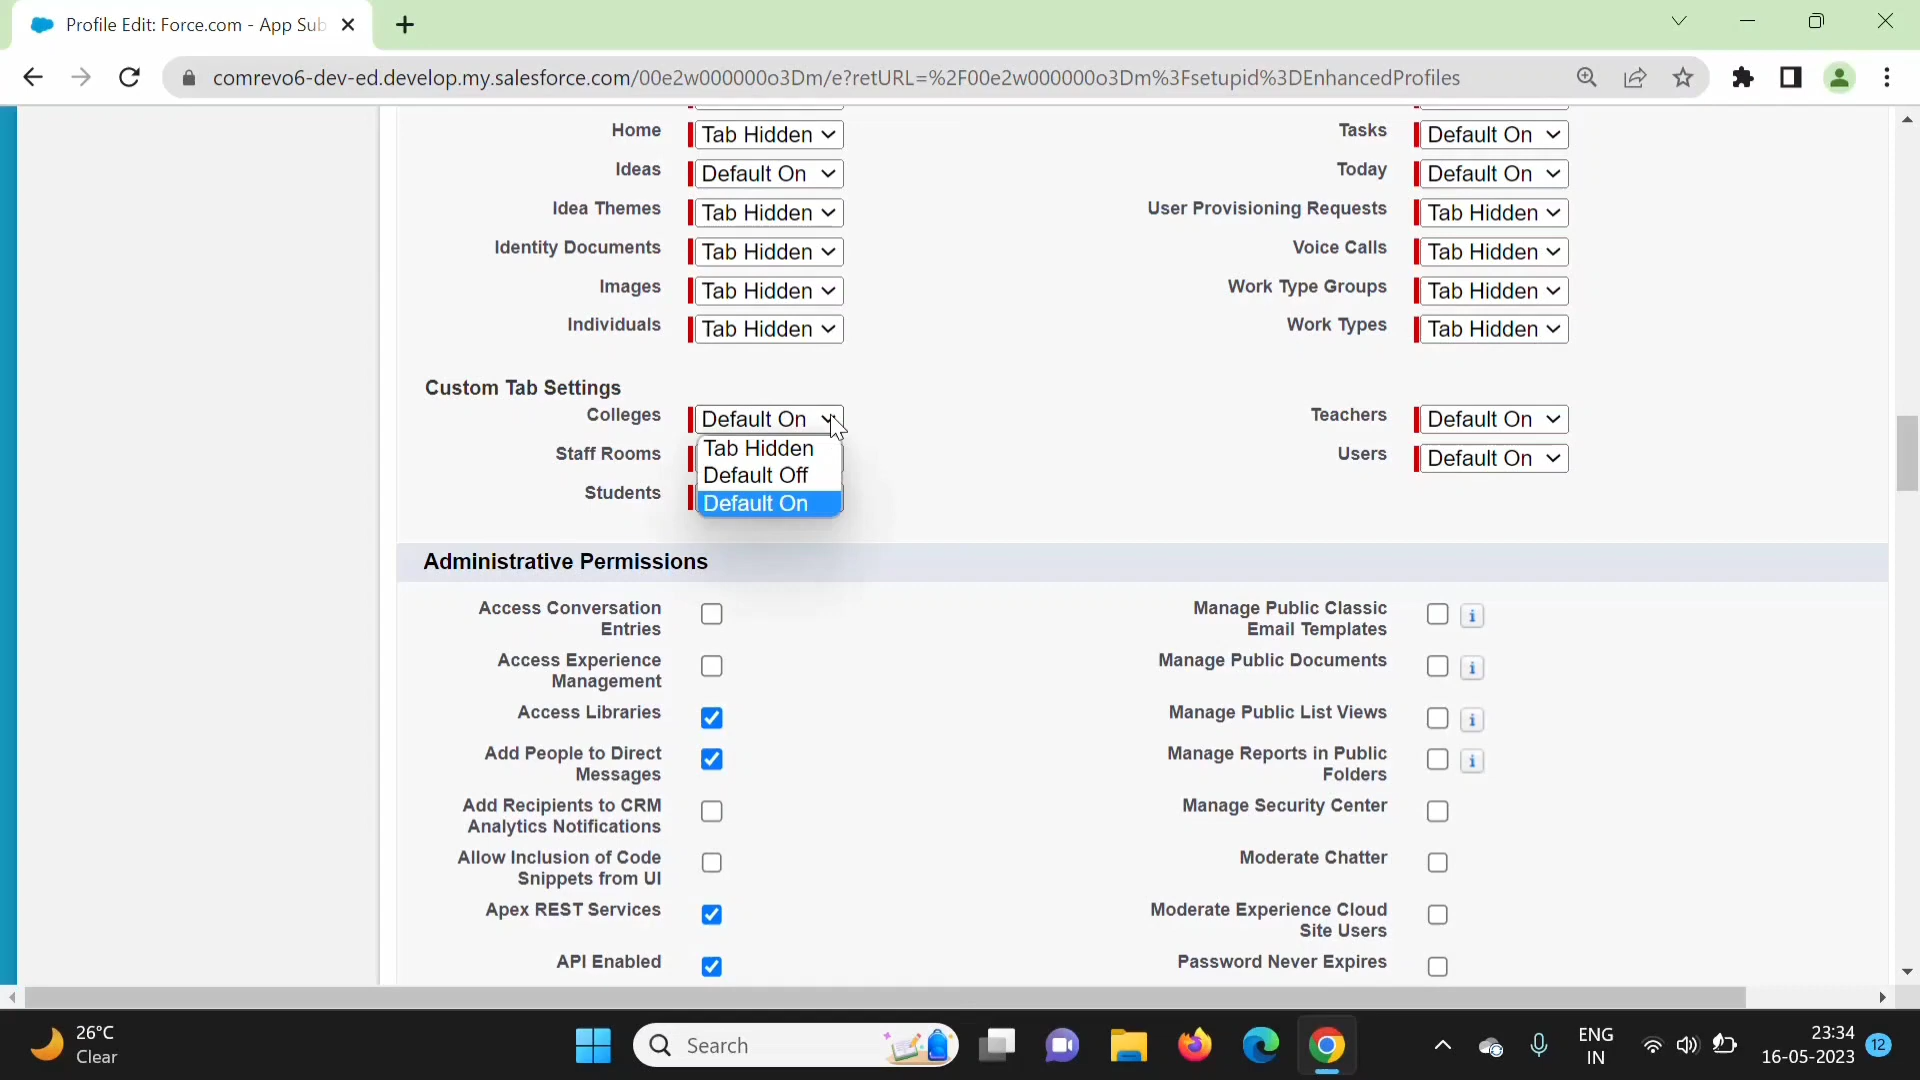 Profile Edit: Force.com - App Sub
comrevo6-dev-ed.develop.my.salesforce.com/00e2w000000o3Dm/e?retURL=%2F00e2w000000o3Dm%3Fsetupid%3DEnhancedProfiles
Home Tab Hidden Tasks Default On
Ideas Default On Today Default On
Idea Themes Tab Hidden User Provisioning Requests Tab Hidden
Identity Documents Tab Hidden Voice Calls Tab Hidden
Images Tab Hidden Work Type Groups Tab Hidden
Individuals Tab Hidden Work Types Tab Hidden
Custom Tab Settings
Colleges Default On Teachers Default On
Tab Hidden
Staff Rooms Users Default On
Default Off
Students Default On
Administrative Permissions
Access Conversation Manage Public Classic
Entries Email Templates
Access Experience Manage Public Documents
Management
Access Libraries Manage Public List Views
Add People to Direct Manage Reports in Public
Messages Folders
Add Recipients to CRM Manage Security Center
Analytics Notifications
Allow Inclusion of Code Moderate Chatter
Snippets from UI
Apex REST Services Moderate Experience Cloud
Site Users
API Enabled Password Never Expires
26°C
Clear
Search
ENG
IN
23:34
16-05-2023
12